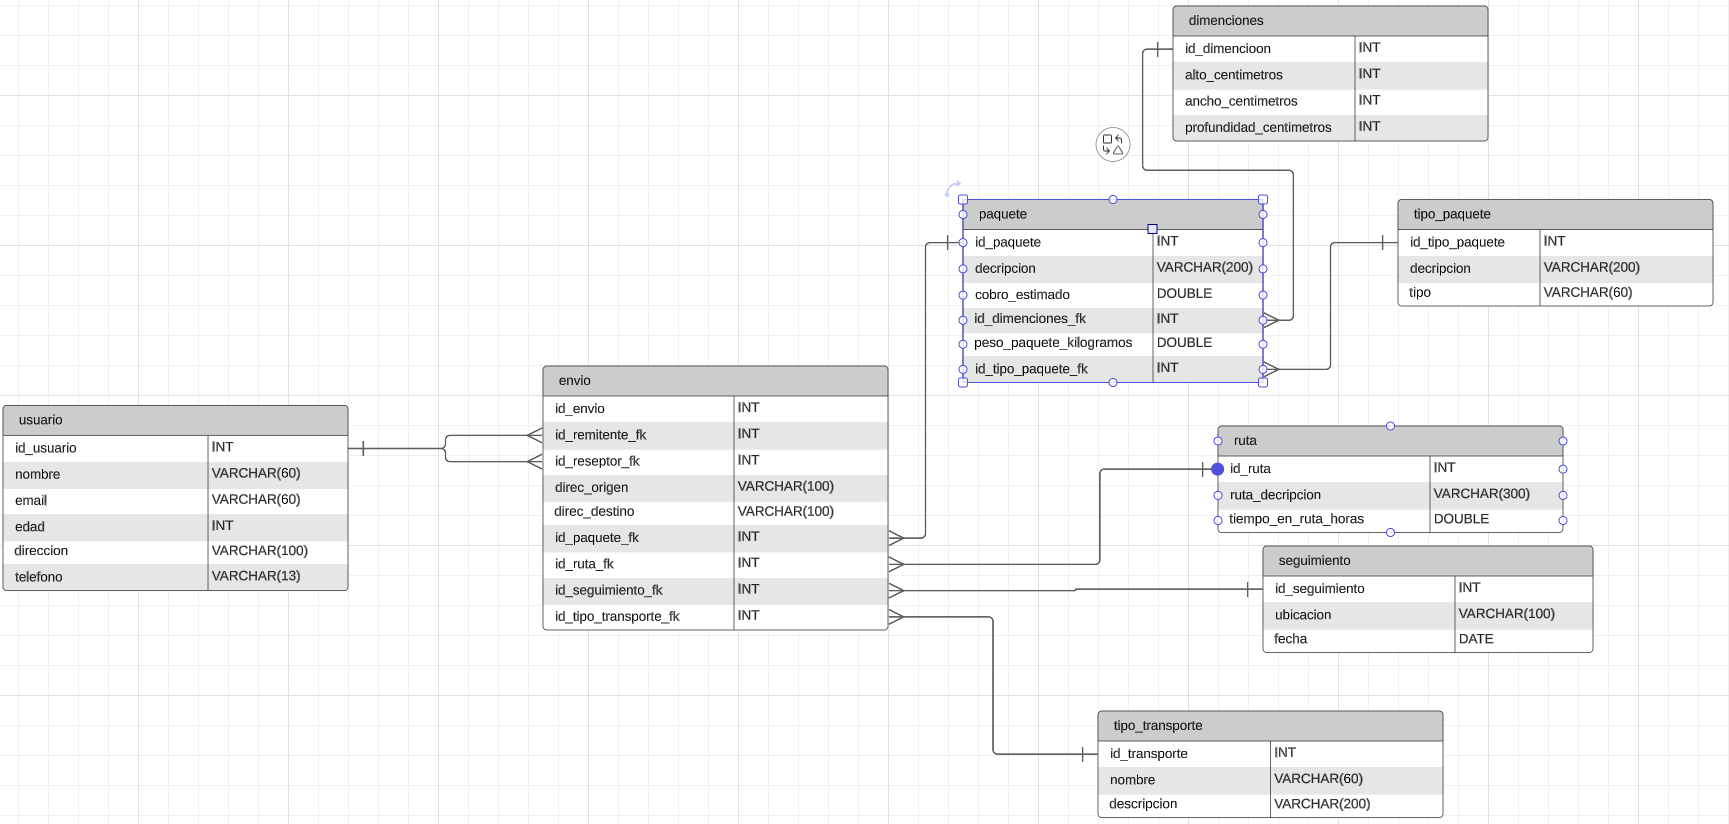 dimenciones
id_dimencioon INT
alto_centimetros INT
ancho_centimetros INT
profundidad_centimetros INT
paquete
id_paquete INT
decripcion VARCHAR(200)
cobro_estimado DOUBLE
id_dimenciones_fk INT
peso_paquete_kilogramos DOUBLE
id_tipo_paquete_fk INT
tipo_paquete
id_tipo_paquete INT
decripcion VARCHAR(200)
tipo VARCHAR(60)
envio
id_envio INT
id_remitente_fk INT
id_reseptor_fk INT
direc_origen VARCHAR(100)
direc_destino VARCHAR(100)
id_paquete_fk INT
id_ruta_fk INT
id_seguimiento_fk INT
id_tipo_transporte_fk INT
usuario
id_usuario INT
nombre VARCHAR(60)
email VARCHAR(60)
edad INT
direccion VARCHAR(100)
telefono VARCHAR(13)
ruta
id_ruta INT
ruta_decripcion VARCHAR(300)
tiempo_en_ruta_horas DOUBLE
seguimiento
id_seguimiento INT
ubicacion VARCHAR(100)
fecha DATE
tipo_transporte
id_transporte INT
nombre VARCHAR(60)
descripcion VARCHAR(200)